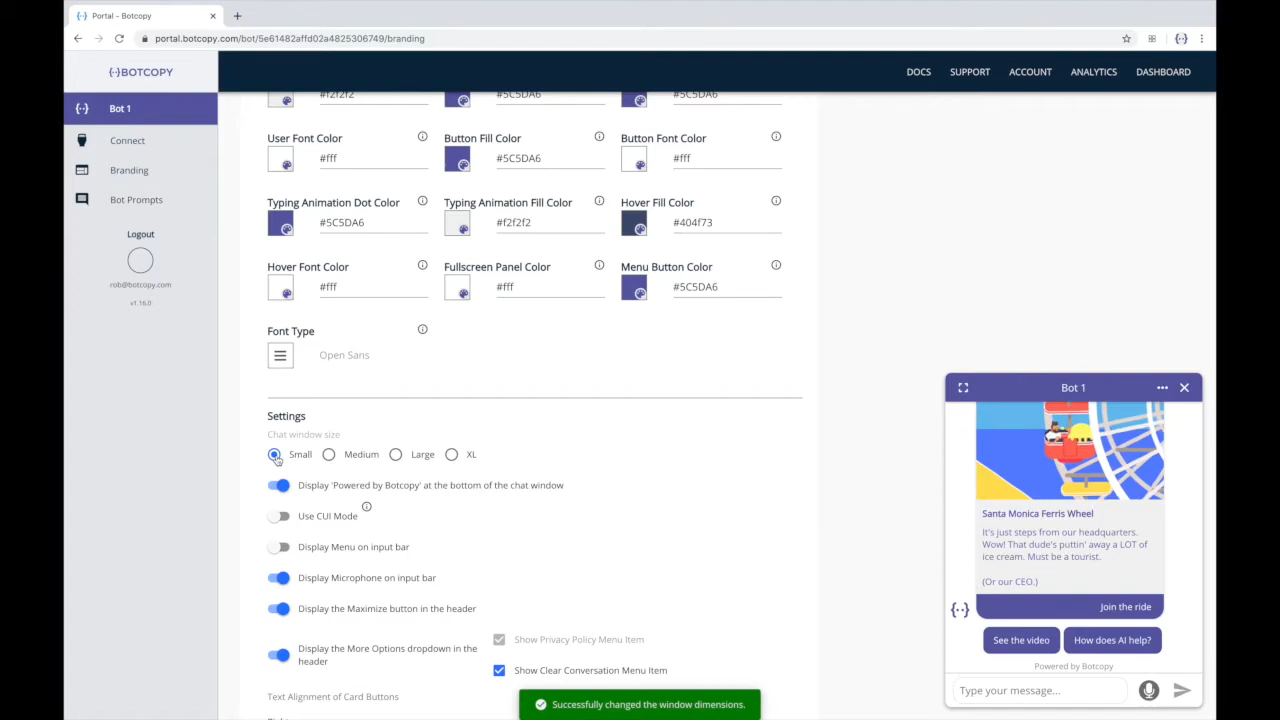 Portal - Botcopy
portal.botcopy.com/bot/5e61482affd02a4825306749/branding
BOTCOPY
DOCS SUPPORT ACCOUNT ANALYTICS DASHBOARD
Bot 1
Connect
Branding
Bot Prompts
Logout
rob@botcopy.com
v1.16.0
#f2f2f2 #5C5DA6 #5C5DA6
User Font Color Button Fill Color Button Font Color
#fff #5C5DA6 #fff
Typing Animation Dot Color Typing Animation Fill Color Hover Fill Color
#5C5DA6 #f2f2f2 #404f73
Hover Font Color Fullscreen Panel Color Menu Button Color
#fff #fff #5C5DA6
Font Type
Open Sans
Settings
Chat window size
Small Medium Large XL
Display 'Powered by Botcopy' at the bottom of the chat window
Use CUI Mode
Display Menu on input bar
Display Microphone on input bar
Display the Maximize button in the header
Display the More Options dropdown in the
header
Show Privacy Policy Menu Item
Show Clear Conversation Menu Item
Text Alignment of Card Buttons
Successfully changed the window dimensions.
Bot 1
Santa Monica Ferris Wheel
It's just steps from our headquarters.
Wow! That dude's puttin' away a LOT of
ice cream. Must be a tourist.
(Or our CEO.)
Join the ride
See the video How does AI help?
Powered by Botcopy
Type your message...